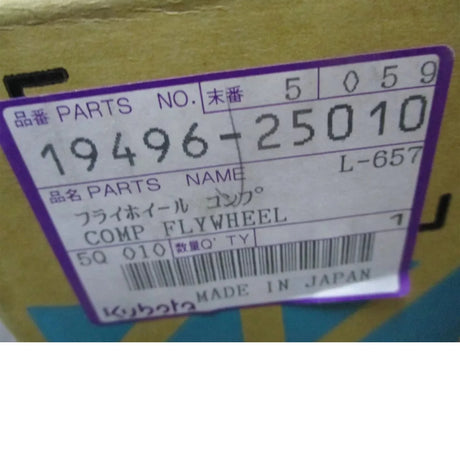 品番 PARTS NO. 末番 5 059
19496-25010
品名 PARTS NAME L-657
フライホイール コンプ
COMP FLYWHEEL
5Q 010 数量Q'TY 1
MADE IN JAPAN
Kubota